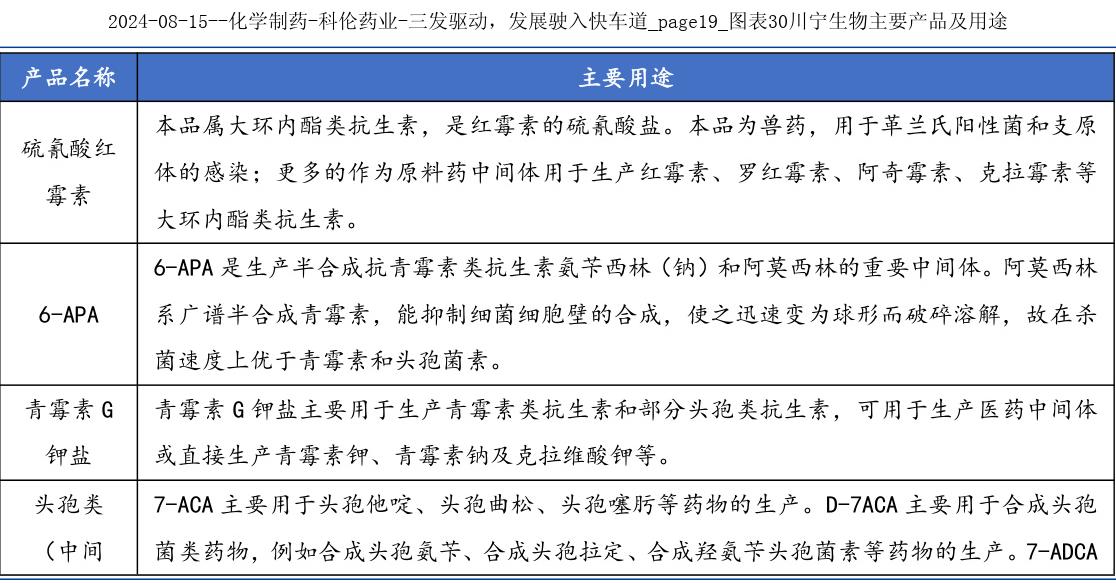 2024-08-15--化学制药-科伦药业-三发驱动，发展驶入快车道_page19_图表30川宁生物主要产品及用途
产品名称 主要用途
硫氰酸红
霉素
本品属大环内酯类抗生素，是红霉素的硫氰酸盐。本品为兽药，用于革兰氏阳性菌和支原
体的感染；更多的作为原料药中间体用于生产红霉素、罗红霉素、阿奇霉素、克拉霉素等
大环内酯类抗生素。
6-APA
6-APA 是生产半合成抗青霉素类抗生素氨苄西林（钠）和阿莫西林的重要中间体。阿莫西林
系广谱半合成青霉素，能抑制细菌细胞壁的合成，使之迅速变为球形而破碎溶解，故在杀
菌速度上优于青霉素和头孢菌素。
青霉素 G
钾盐
青霉素 G 钾盐主要用于生产青霉素类抗生素和部分头孢类抗生素，可用于生产医药中间体
或直接生产青霉素钾、青霉素钠及克拉维酸钾等。
头孢类
（中间
7-ACA 主要用于头孢他啶、头孢曲松、头孢噻肟等药物的生产。D-7ACA 主要用于合成头孢
菌类药物，例如合成头孢氨苄、合成头孢拉定、合成羟氨苄头孢菌素等药物的生产。7-ADCA